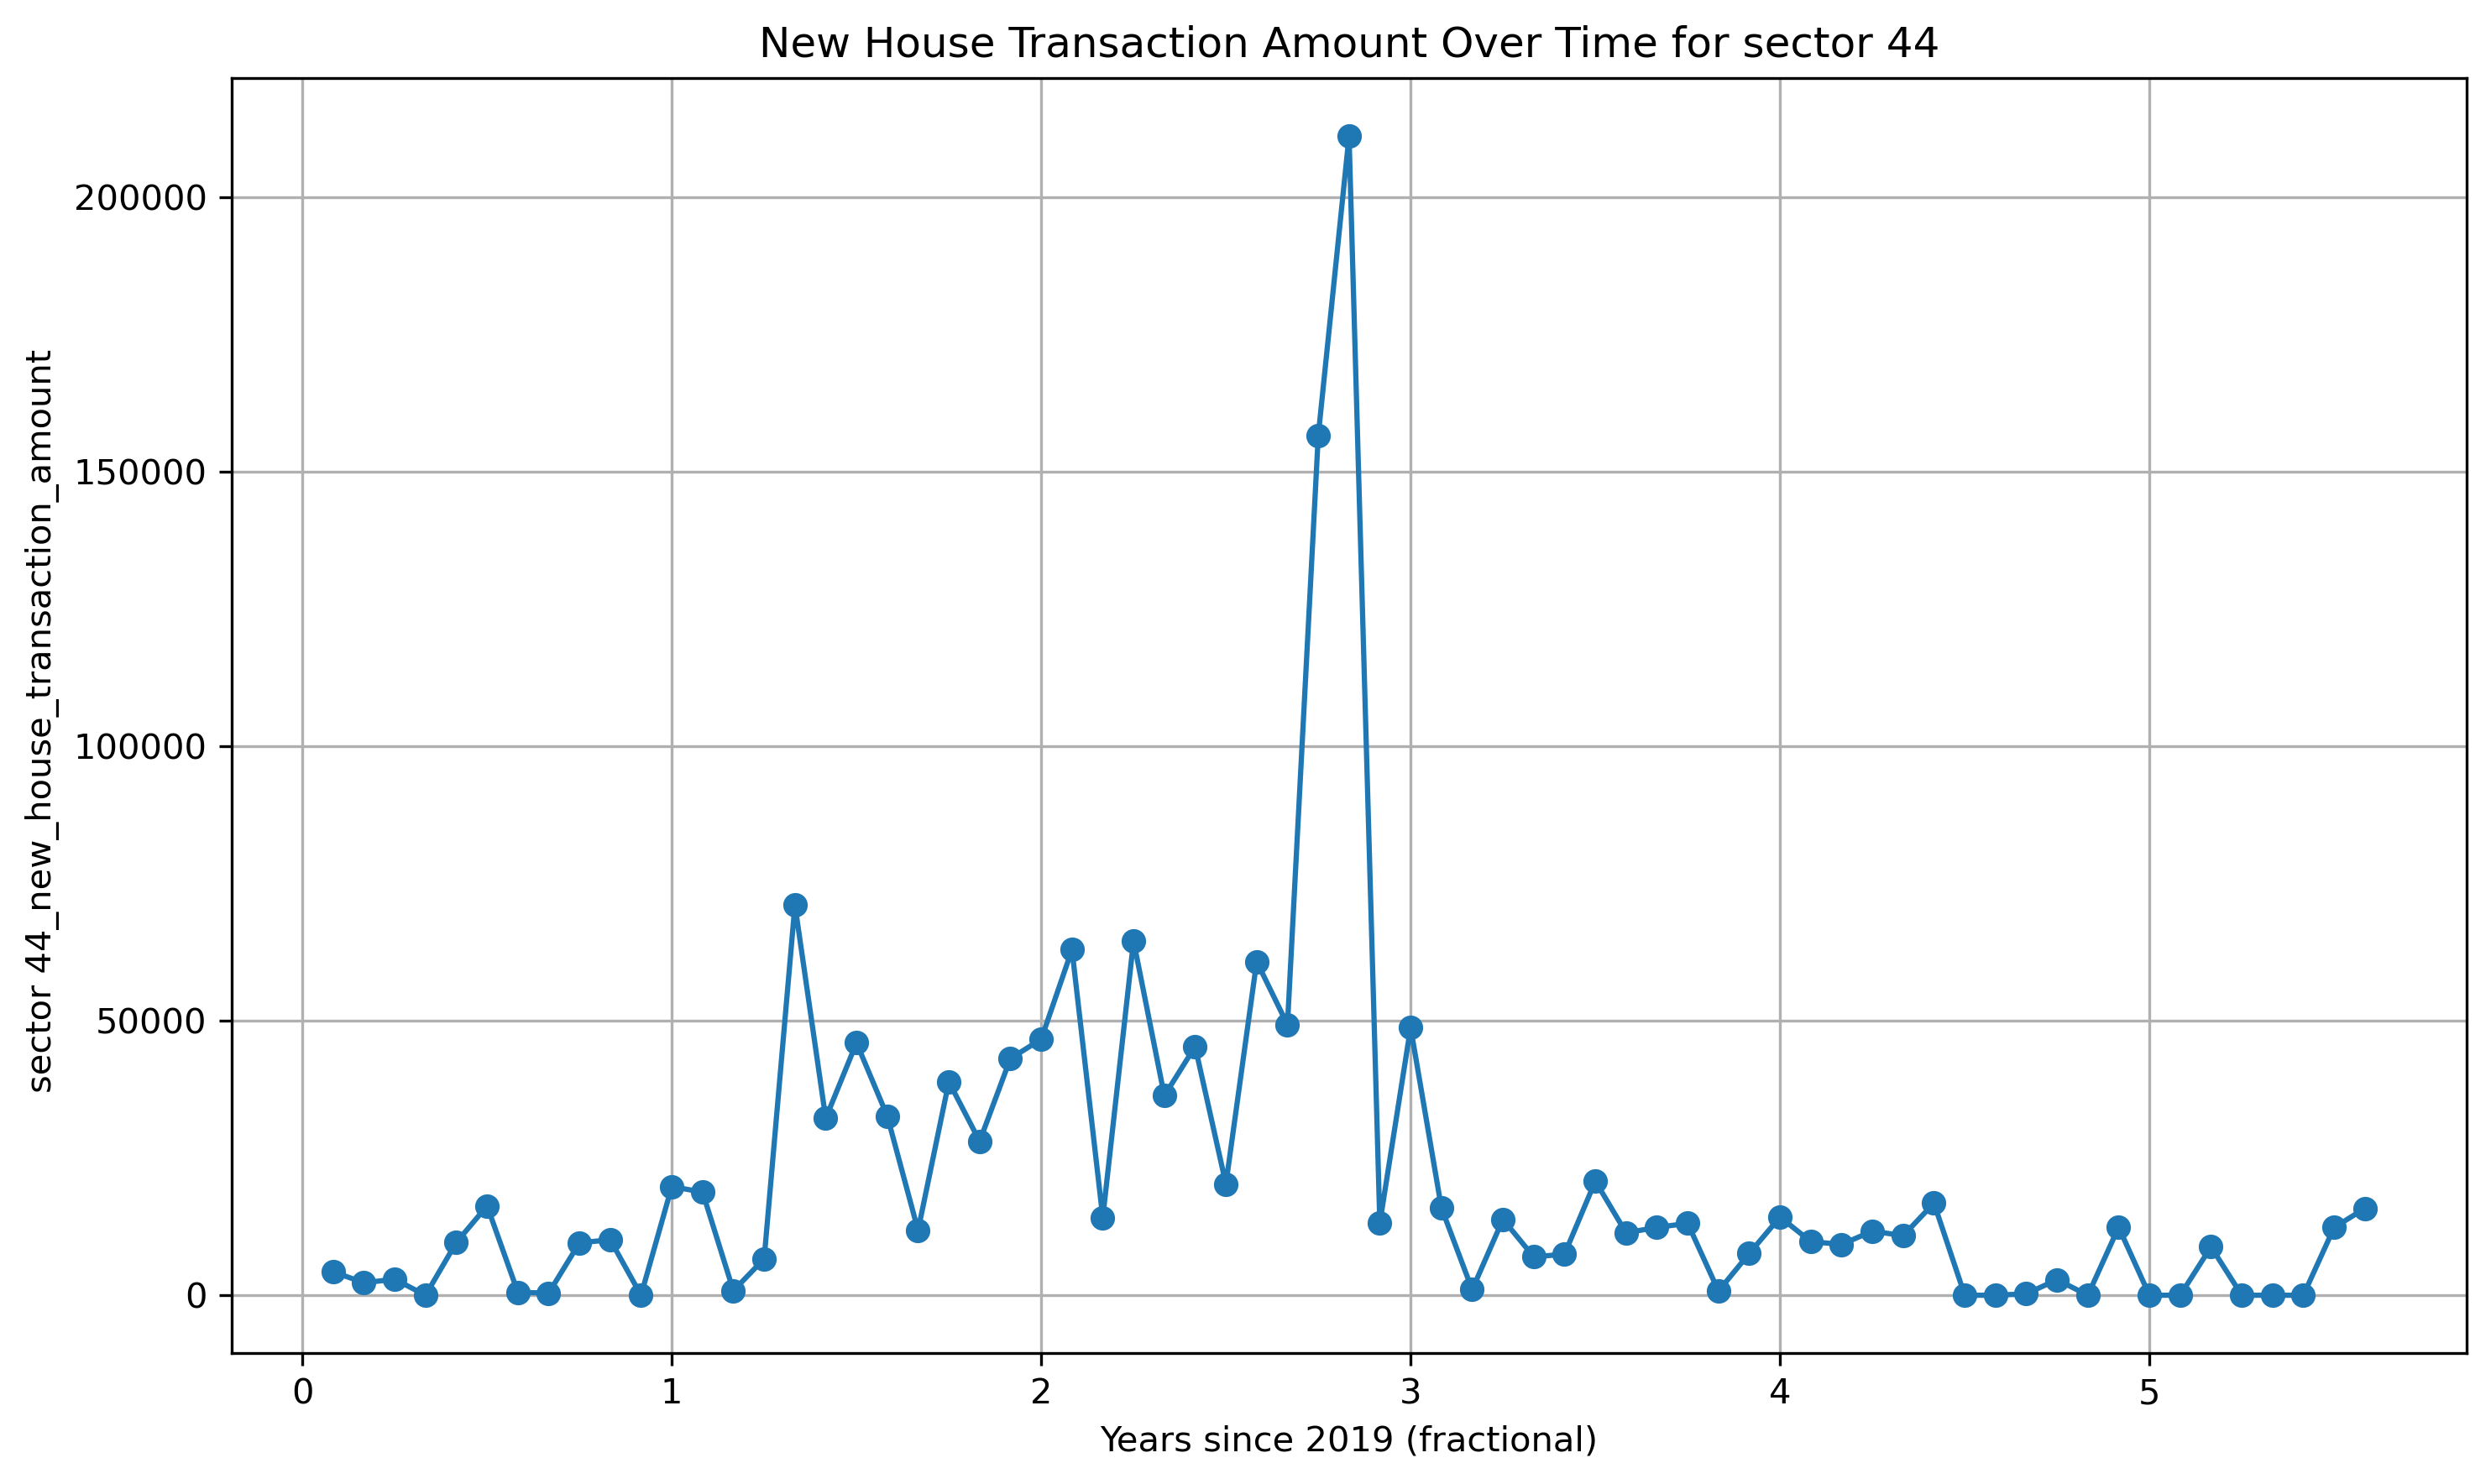 New House Transaction Amount Over Time for sector 44
sector 44_new_house_transaction_amount
200000
150000
100000
50000
0
0 1 2 3 4 5
Years since 2019 (fractional)